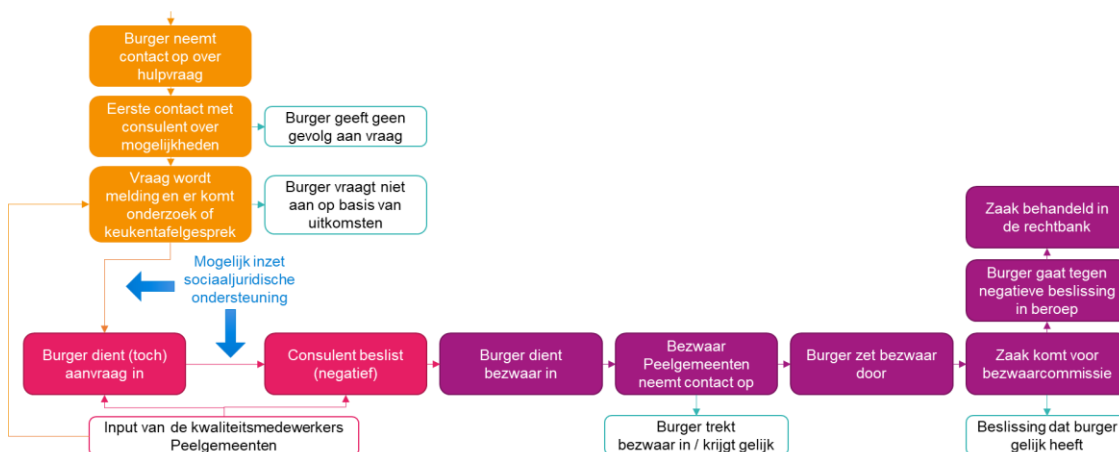 Burger neemt
contact op over
hulpvraag
Eerste contact met
consulent over
mogelijkheden
Burger geeft geen
gevolg aan vraag
Vraag wordt
melding en er komt
onderzoek of
keukentafelgesprek
Burger vraagt niet
aan op basis van
uitkomsten
Mogelijk inzet
sociaaljuridische
ondersteuning
Zaak behandeld in
de rechtbank
Burger gaat tegen
negatieve beslissing
in beroep
Burger dient (toch)
aanvraag in
Consulent beslist
(negatief)
Burger dient
bezwaar in
Bezwaar
Peelgemeenten
neemt contact op
Burger zet bezwaar
door
Zaak komt voor
bezwaarcommissie
Input van de kwaliteitsmedewerkers
Peelgemeenten
Burger trekt
bezwaar in / krijgt gelijk
Beslissing dat burger
gelijk heeft